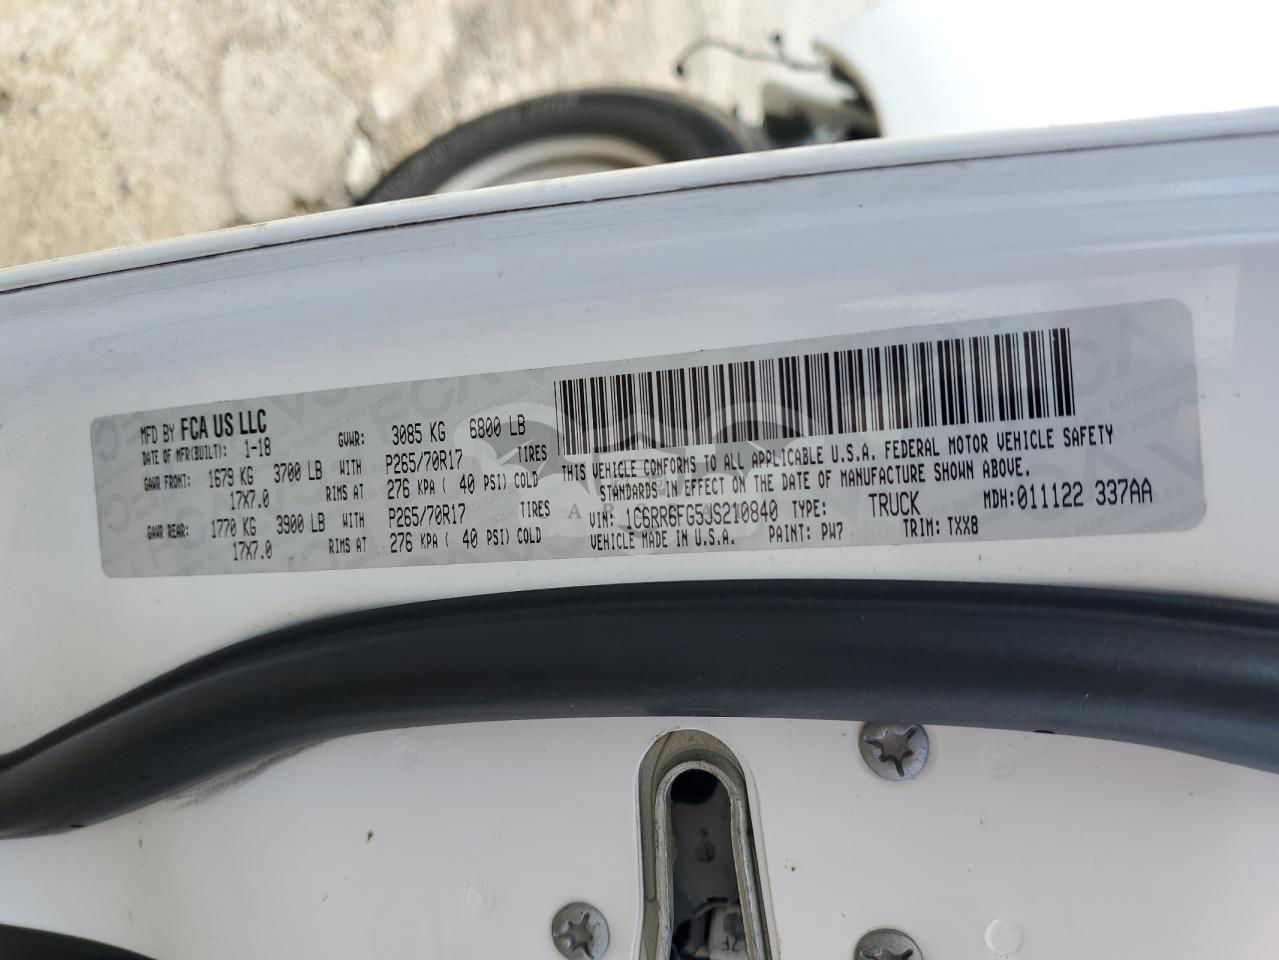 MFD BY FCA US LLC
DATE OF MFR(BUILT): 1-18 GVWR: 3085 KG 6800 LB
GAWR FRONT: 1679 KG 3700 LB WITH P265/70R17 TIRES
17X7.0 RIMS AT 276 KPA ( 40 PSI) COLD
GAWR REAR: 1770 KG 3900 LB WITH P265/70R17 TIRES
17X7.0 RIMS AT 276 KPA ( 40 PSI) COLD
THIS VEHICLE CONFORMS TO ALL APPLICABLE U.S.A. FEDERAL MOTOR VEHICLE SAFETY
STANDARDS IN EFFECT ON THE DATE OF MANUFACTURE SHOWN ABOVE.
VIN: 1C6RR6FG5JS210840 TYPE: TRUCK MDH:011122 337AA
VEHICLE MADE IN U.S.A. PAINT: PW7 TRIM: TXX8